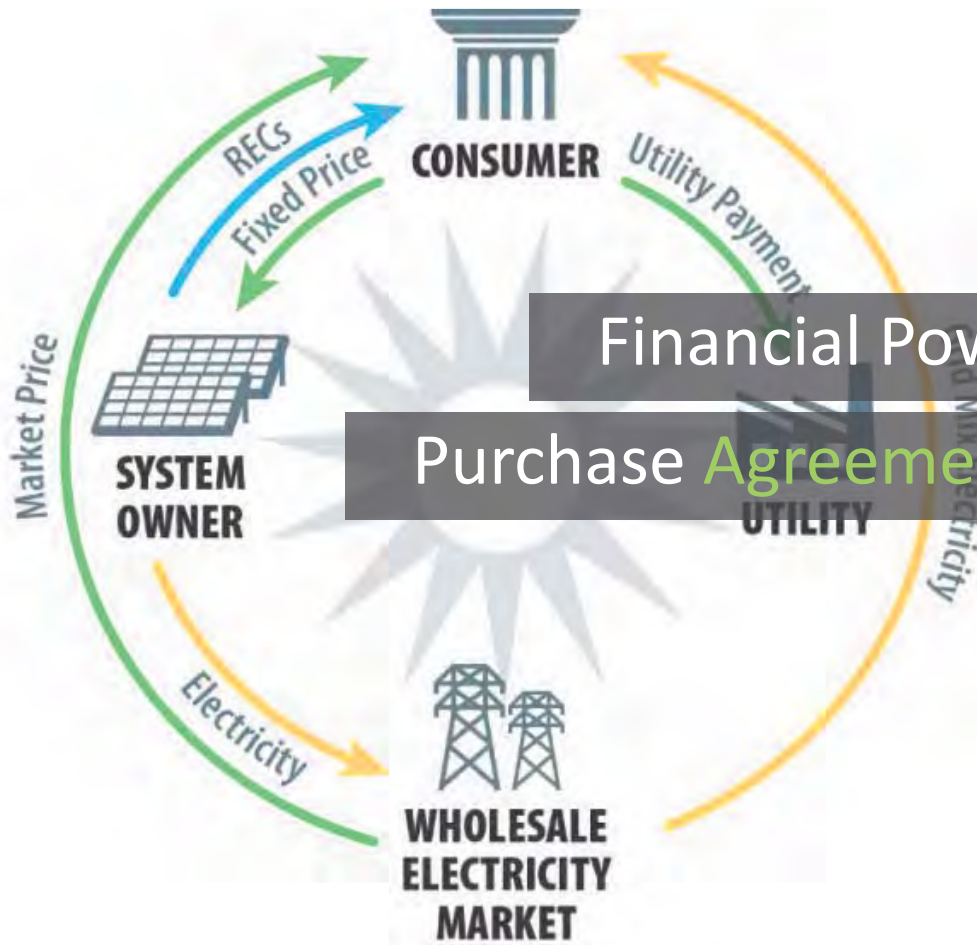 CONSUMER
RECs
Fixed Price
Utility Payment
Financial Pow
Market Price
Purchase Agreeme
SYSTEM
OWNER
UTILITY
Electricity
WHOLESALE
ELECTRICITY
MARKET